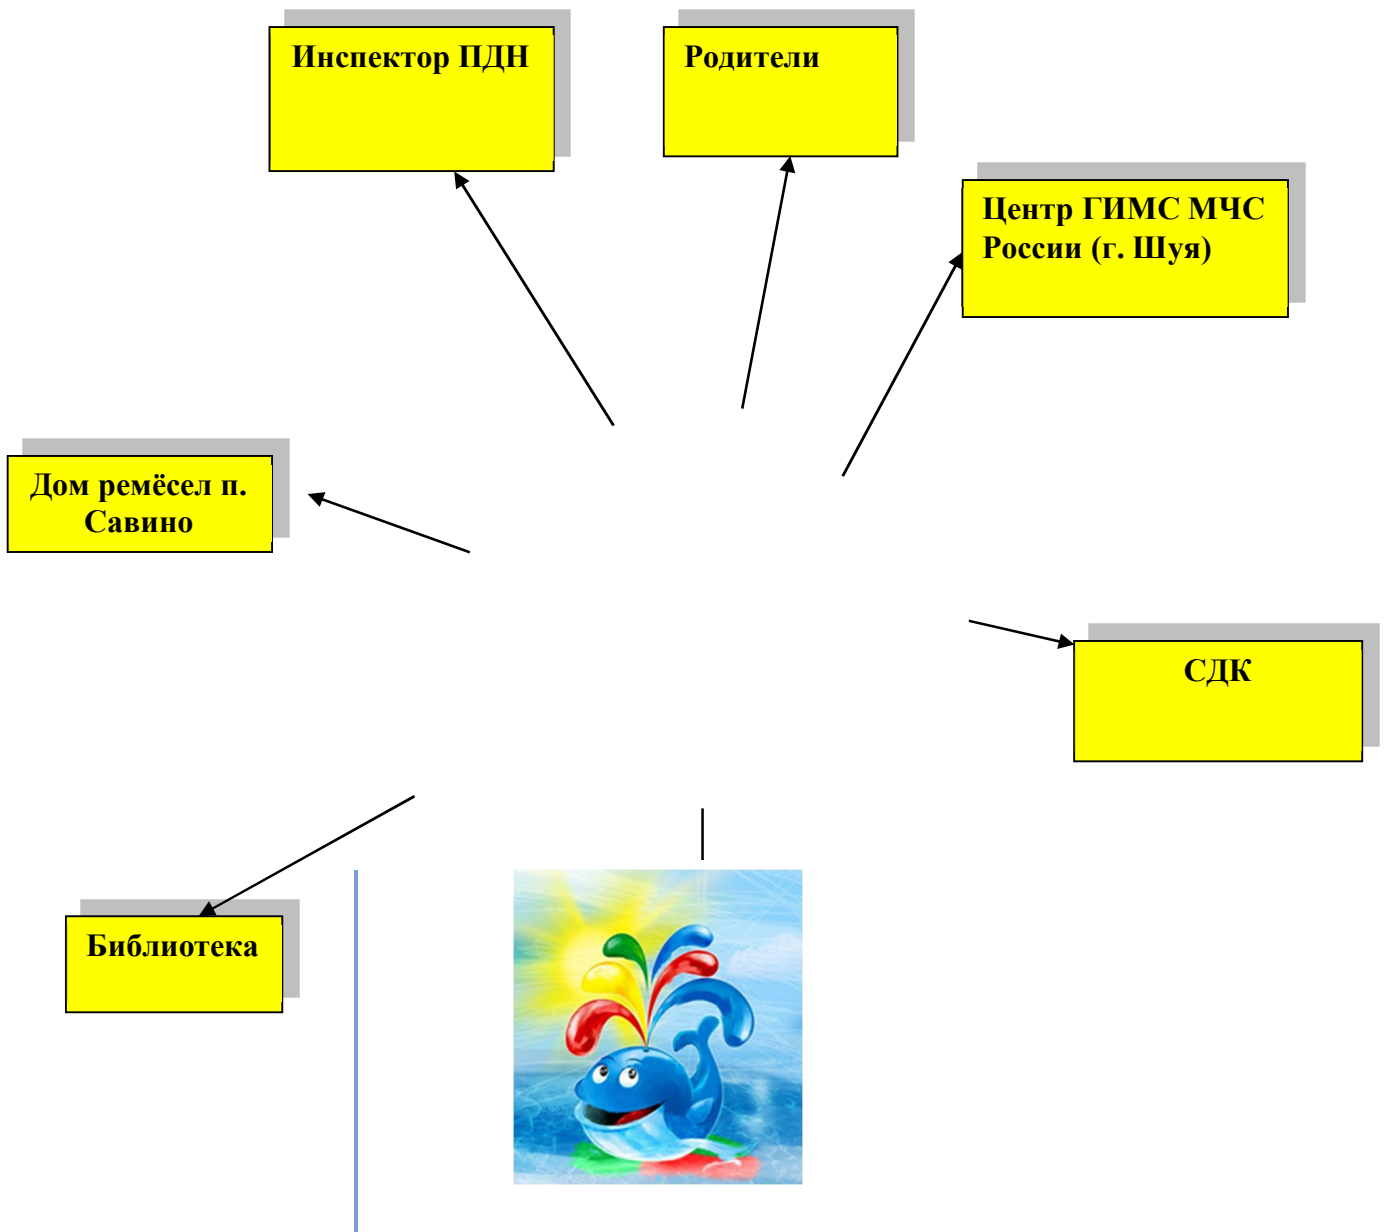 Инспектор ПДН
Родители
Центр ГИМС МЧС
России (г. Шуя)
Дом ремёсел п.
Савино
СДК
Библиотека